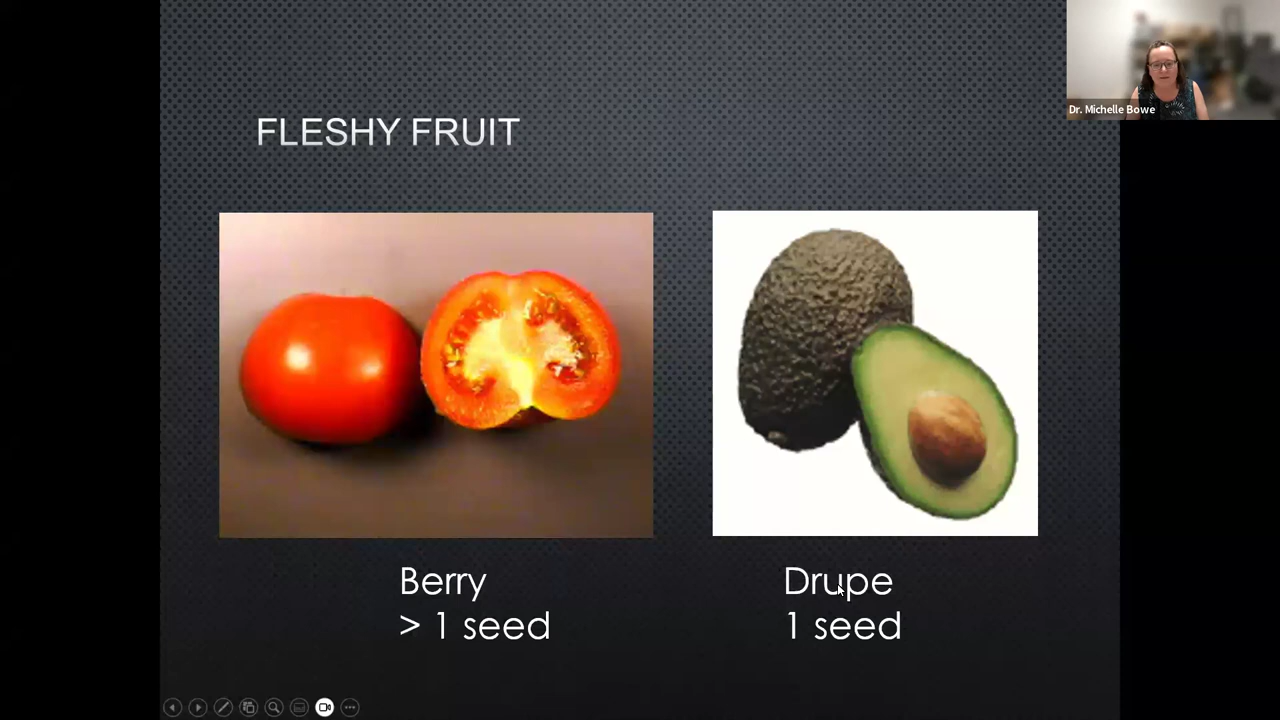 Dr. Michelle Bowe
FLESHY FRUIT
Berry
> 1 seed
Drupe
1 seed